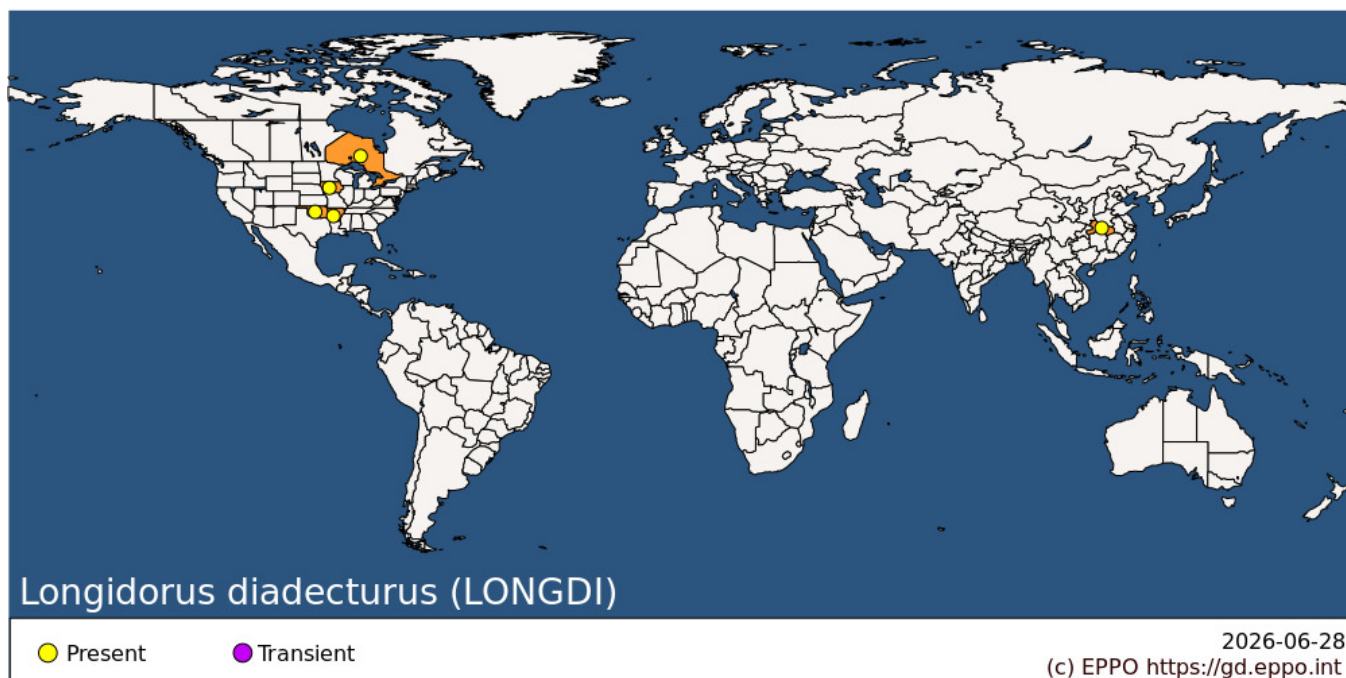 Longidorus diadecturus (LONGDI)
Present
Transient
2026-06-28
(c) EPPO https://gd.eppo.int